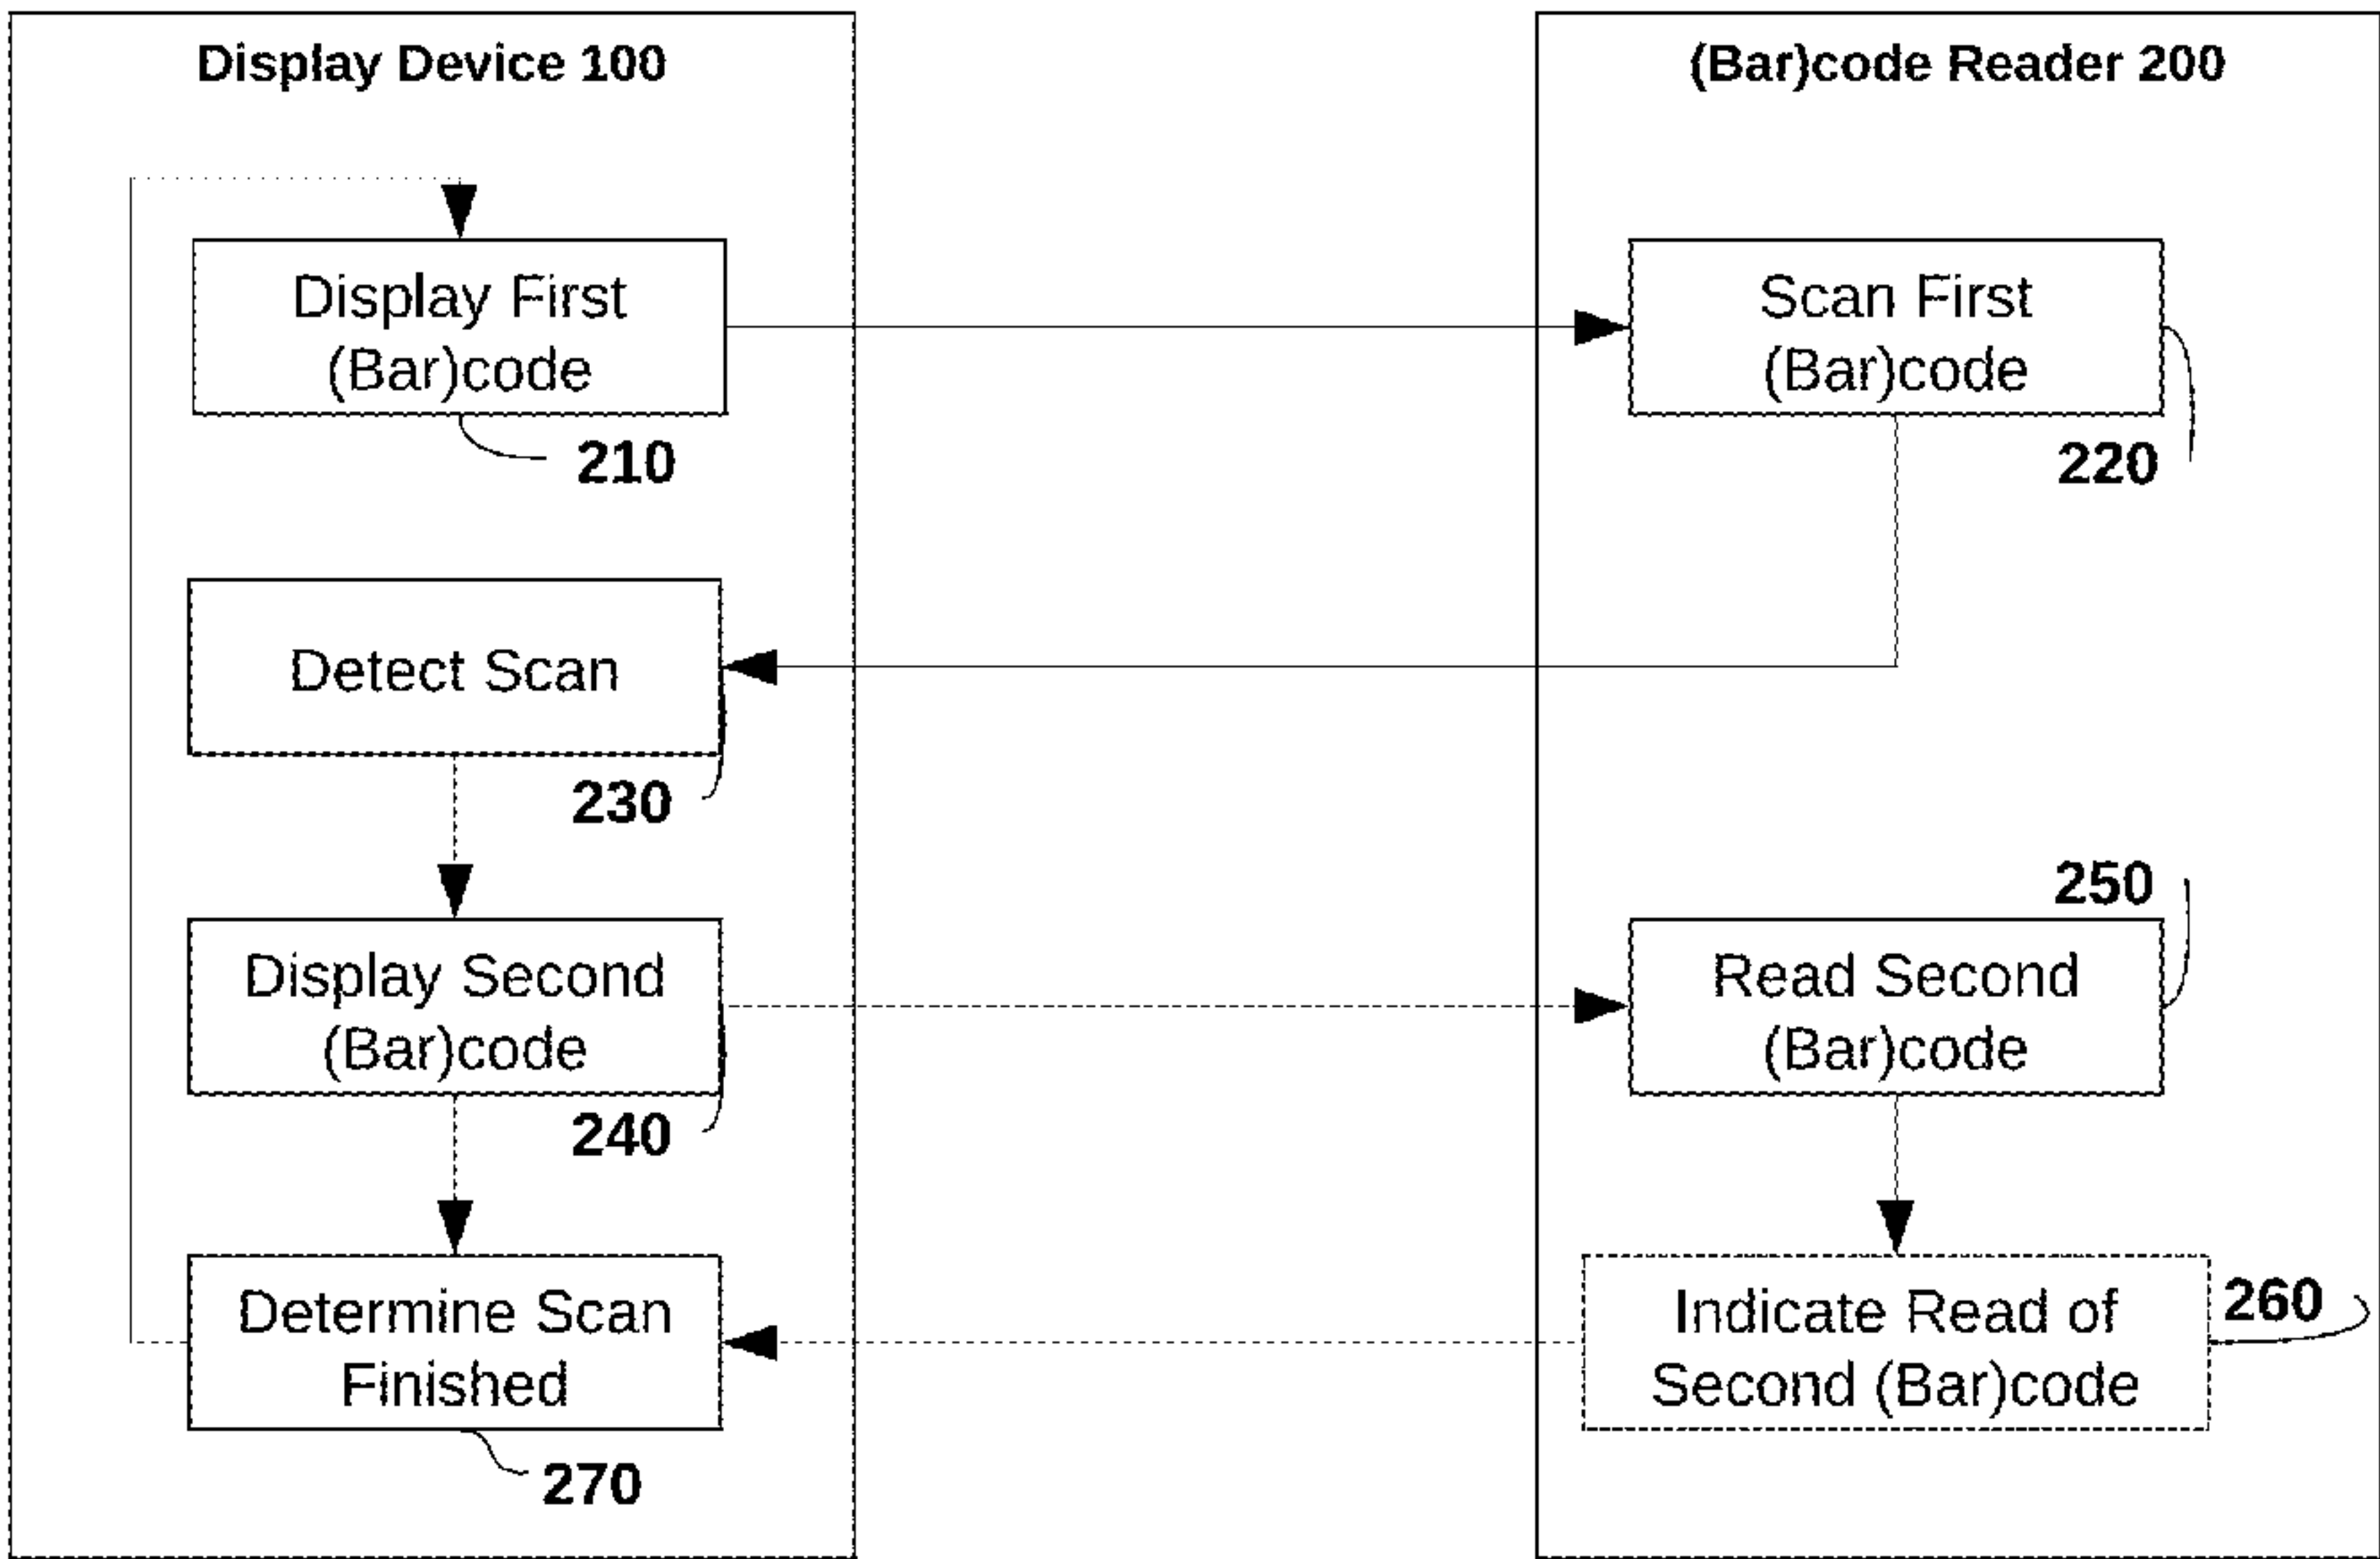 Display Device 100
(Bar)code Reader 200
Display First
(Bar)code
210
Scan First
(Bar)code
220
Detect Scan
230
Display Second
(Bar)code
240
250
Read Second
(Bar)code
Determine Scan
Finished
270
Indicate Read of
Second (Bar)code
260